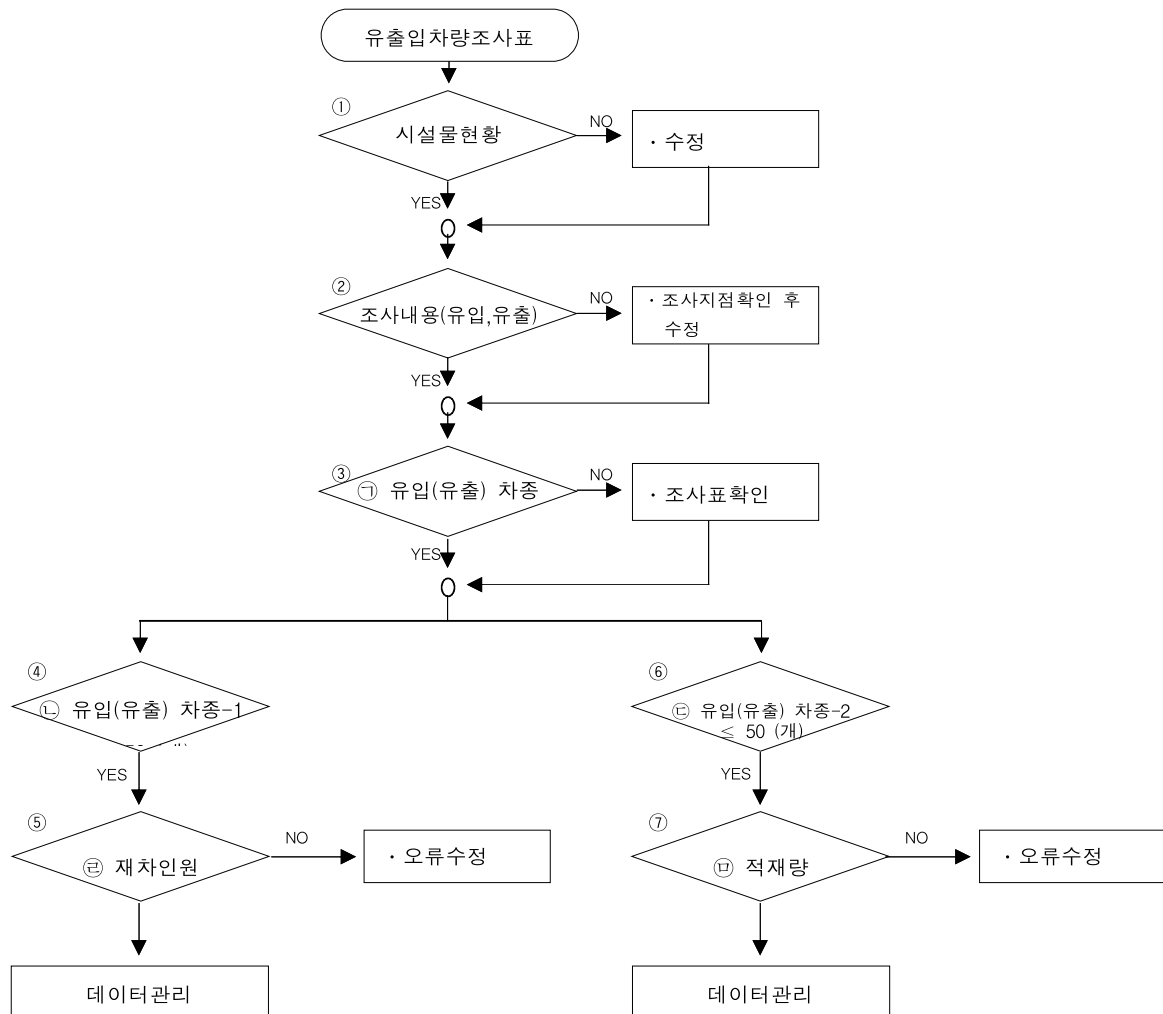 유출입차량조사표
①
시설물현황
NO
· 수정
YES
②
조사내용(유입,유출)
NO
· 조사지점확인 후
수정
YES
③
㉠ 유입(유출) 차종
NO
· 조사표확인
YES
④
㉡ 유입(유출) 차종-1
YES
⑤
㉣ 재차인원
NO
· 오류수정
데이터관리
⑥
㉢ 유입(유출) 차종-2
≤ 50 (개)
YES
⑦
㉤ 적재량
NO
· 오류수정
데이터관리